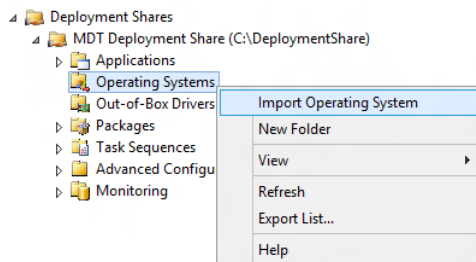 Deployment Shares
MDT Deployment Share (C:\DeploymentShare)
Applications
Operating Systems
Out-of-Box Drivers
Packages
Task Sequences
Advanced Configu
Monitoring
Import Operating System
New Folder
View
Refresh
Export List...
Help